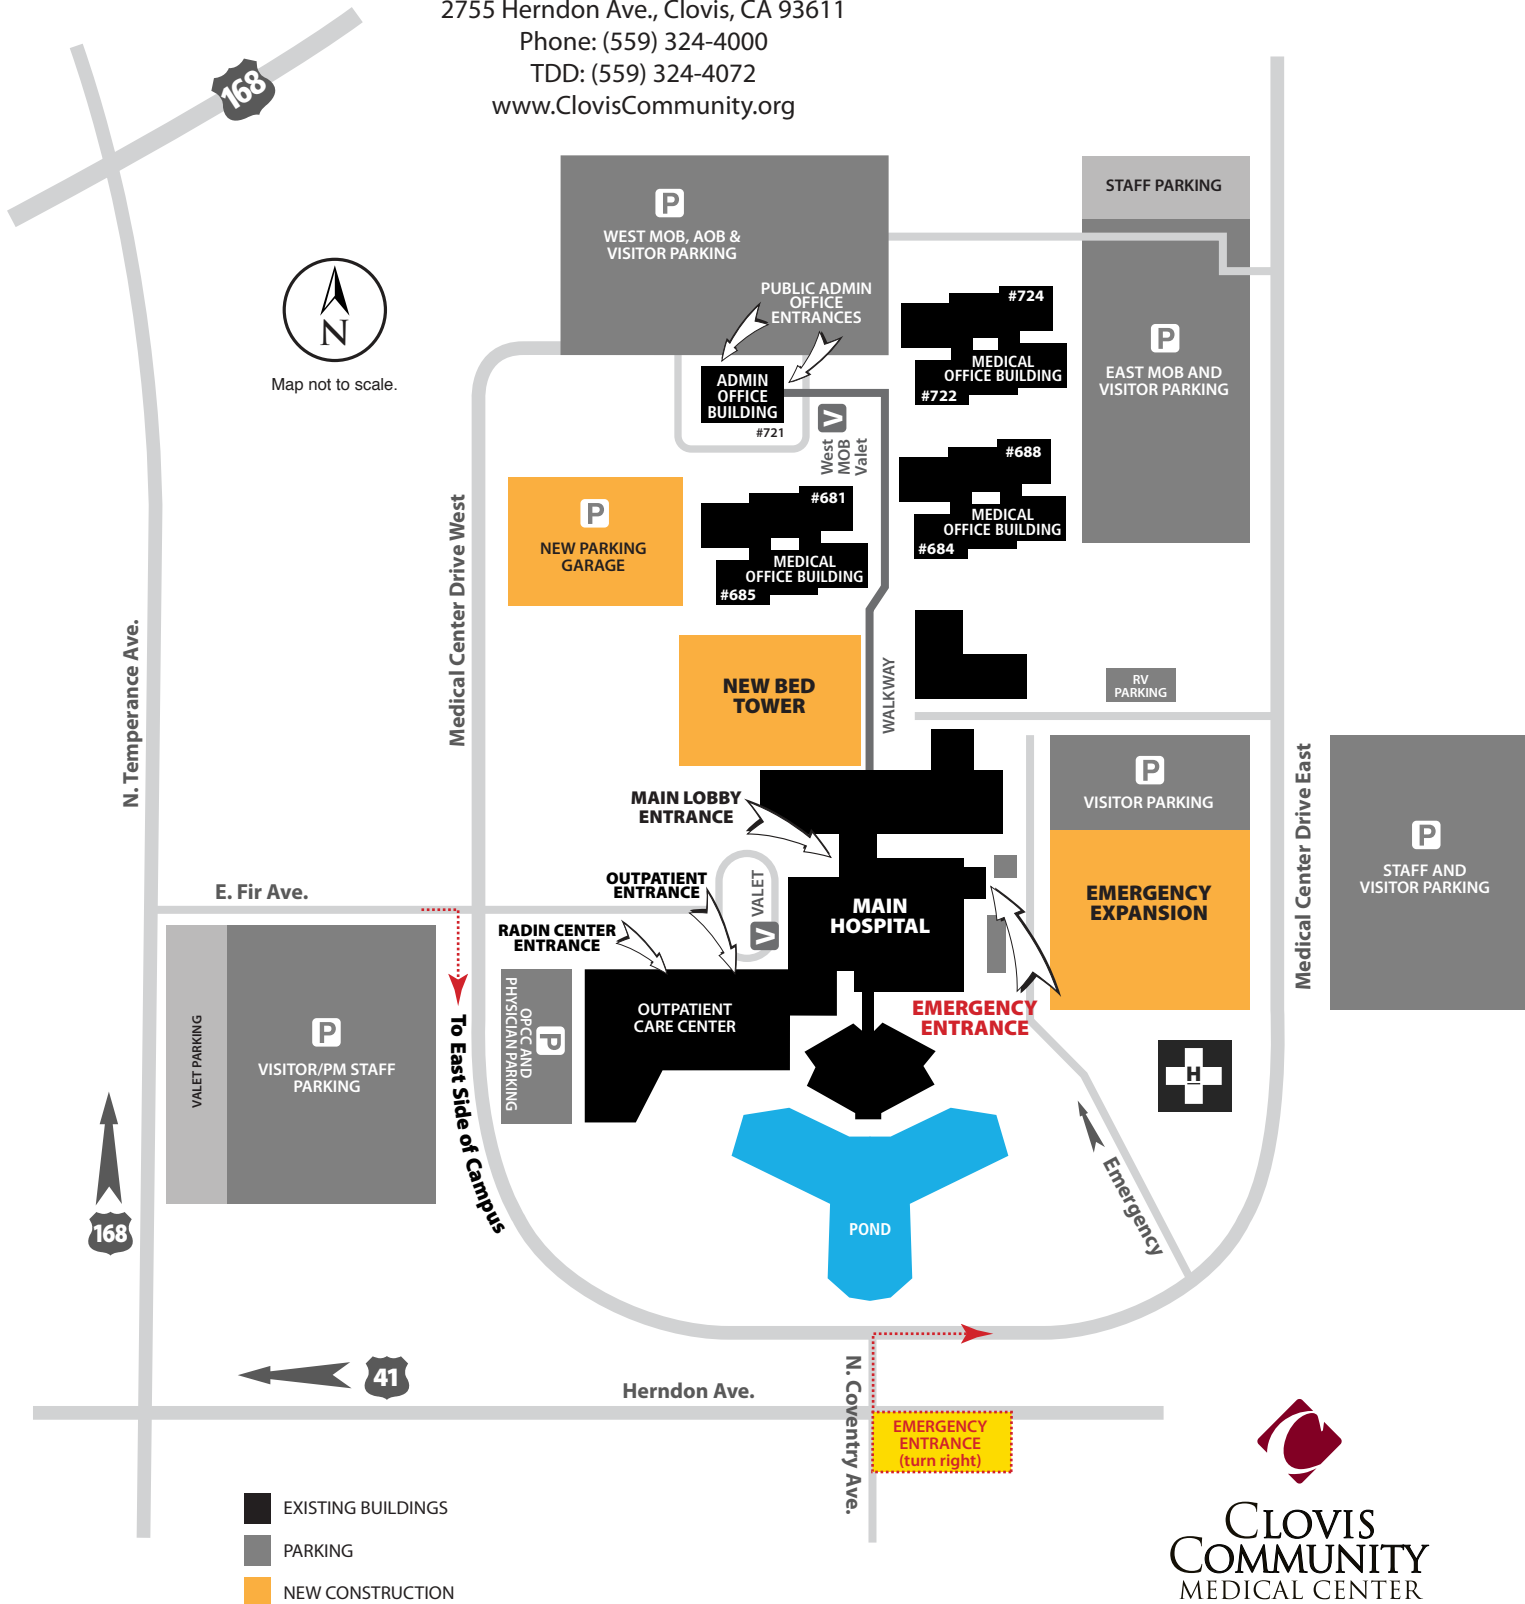 2755 Herndon Ave., Clovis, CA 93611
Phone: (559) 324-4000
TDD: (559) 324-4072
www.ClovisCommunity.org
168
STAFF PARKING
P
WEST MOB, AOB &
VISITOR PARKING
PUBLIC ADMIN
OFFICE
ENTRANCES
N
Map not to scale.
#724
MEDICAL
OFFICE BUILDING
#722
P
EAST MOB AND
VISITOR PARKING
ADMIN
OFFICE
BUILDING
#721
V
West
MOB
Valet
#688
MEDICAL
OFFICE BUILDING
#684
P
NEW PARKING
GARAGE
#681
MEDICAL
OFFICE BUILDING
#685
Medical Center Drive West
N. Temperance Ave.
NEW BED
TOWER
WALKWAY
RV
PARKING
P
VISITOR PARKING
Medical Center Drive East
P
STAFF AND
VISITOR PARKING
MAIN LOBBY
ENTRANCE
OUTPATIENT
ENTRANCE
VALET
V
MAIN
HOSPITAL
EMERGENCY
EXPANSION
E. Fir Ave.
RADIN CENTER
ENTRANCE
EMERGENCY
ENTRANCE
OUTPATIENT
CARE CENTER
P
OPCC AND
PHYSICIAN PARKING
VALET PARKING
P
VISITOR/PM STAFF
PARKING
To East Side of Campus
H
Emergency
168
POND
41
Herndon Ave.
N. Coventry Ave.
EMERGENCY
ENTRANCE
(turn right)
EXISTING BUILDINGS
PARKING
NEW CONSTRUCTION
CLOVIS
COMMUNITY
MEDICAL CENTER